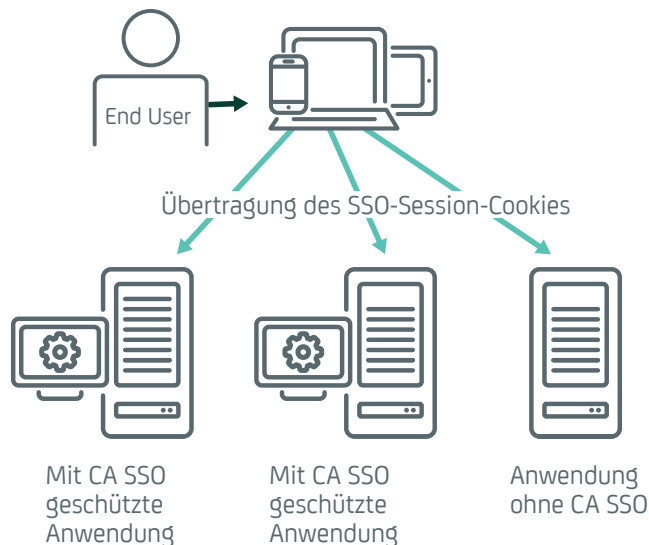 End User
Übertragung des SSO-Session-Cookies
Mit CA SSO
geschützte
Anwendung
Mit CA SSO
geschützte
Anwendung
Anwendung
ohne CA SSO